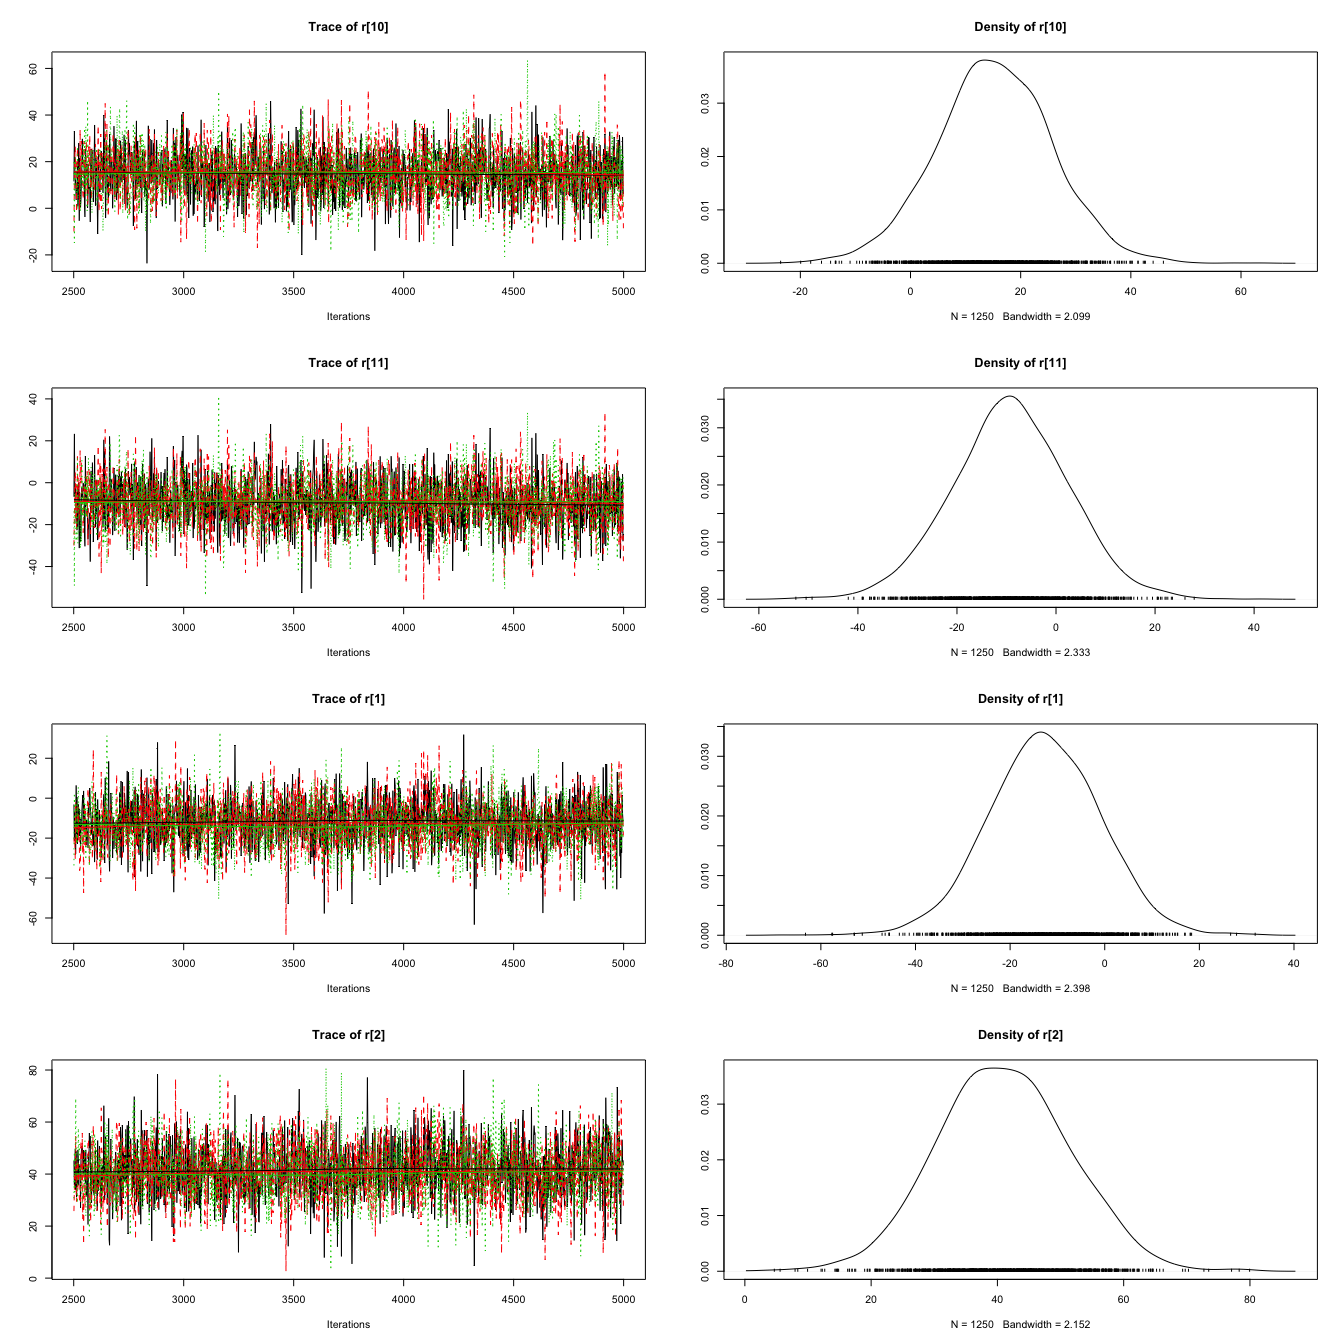 Trace of r[10]
60
40
20
0
-20
2500 3000 3500 4000 4500 5000
Iterations
Density of r[10]
0.03
0.02
0.01
0.00
-20 0 20 40 60
N = 1250 Bandwidth = 2.099
Trace of r[11]
40
20
0
-20
-40
2500 3000 3500 4000 4500 5000
Iterations
Density of r[11]
0.030
0.020
0.010
0.000
-60 -40 -20 0 20 40
N = 1250 Bandwidth = 2.333
Trace of r[1]
20
0
-20
-40
-60
2500 3000 3500 4000 4500 5000
Iterations
Density of r[1]
0.030
0.020
0.010
0.000
-80 -60 -40 -20 0 20 40
N = 1250 Bandwidth = 2.398
Trace of r[2]
80
60
40
20
0
2500 3000 3500 4000 4500 5000
Iterations
Density of r[2]
0.03
0.02
0.01
0.00
0 20 40 60 80
N = 1250 Bandwidth = 2.152